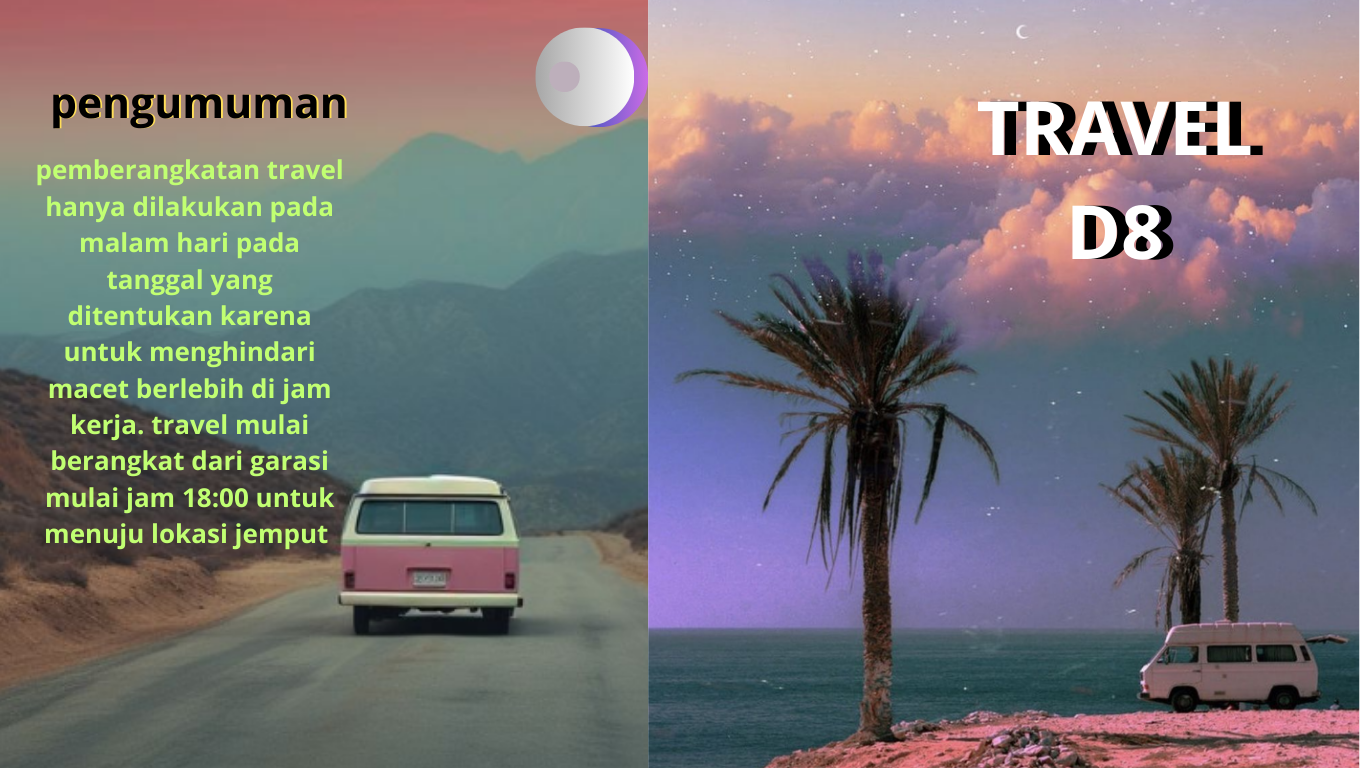 pengumuman
pemberangkatan travel
hanya dilakukan pada
malam hari pada
tanggal yang
ditentukan karena
untuk menghindari
macet berlebih di jam
kerja. travel mulai
berangkat dari garasi
mulai jam 18:00 untuk
menuju lokasi jemput
TRAVEL
D8